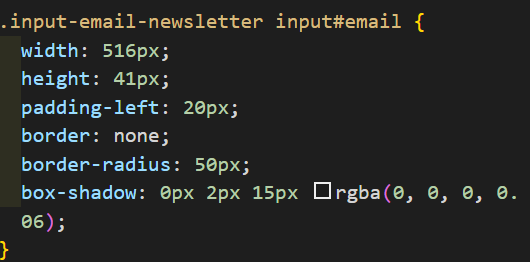 .input-email-newsletter input#email {
width: 516px;
height: 41px;
padding-left: 20px;
border: none;
border-radius: 50px;
box-shadow: 0px 2px 15px rgba(0, 0, 0, 0.
06);
}